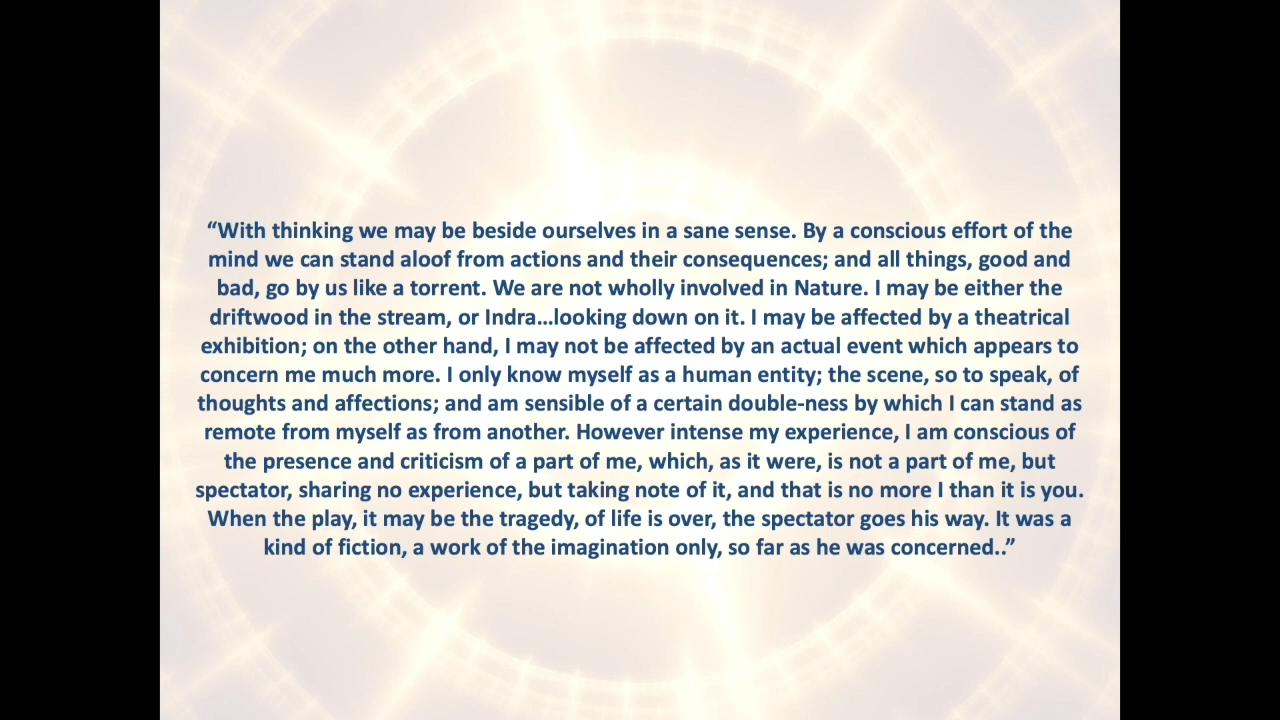 “With thinking we may be beside ourselves in a sane sense. By a conscious effort of the
mind we can stand aloof from actions and their consequences; and all things, good and
bad, go by us like a torrent. We are not wholly involved in Nature. I may be either the
driftwood in the stream, or Indra…looking down on it. I may be affected by a theatrical
exhibition; on the other hand, I may not be affected by an actual event which appears to
concern me much more. I only know myself as a human entity; the scene, so to speak, of
thoughts and affections; and am sensible of a certain double-ness by which I can stand as
remote from myself as from another. However intense my experience, I am conscious of
the presence and criticism of a part of me, which, as it were, is not a part of me, but
spectator, sharing no experience, but taking note of it, and that is no more I than it is you.
When the play, it may be the tragedy, of life is over, the spectator goes his way. It was a
kind of fiction, a work of the imagination only, so far as he was concerned..”